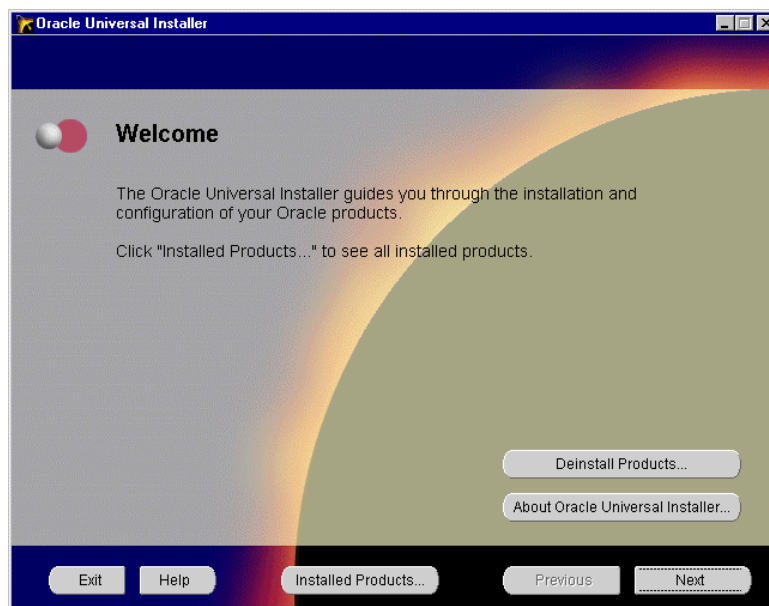 Oracle Universal Installer
Welcome
The Oracle Universal Installer guides you through the installation and
configuration of your Oracle products.
Click "Installed Products..." to see all installed products.
Deinstall Products...
About Oracle Universal Installer...
Exit
Help
Installed Products...
Previous
Next